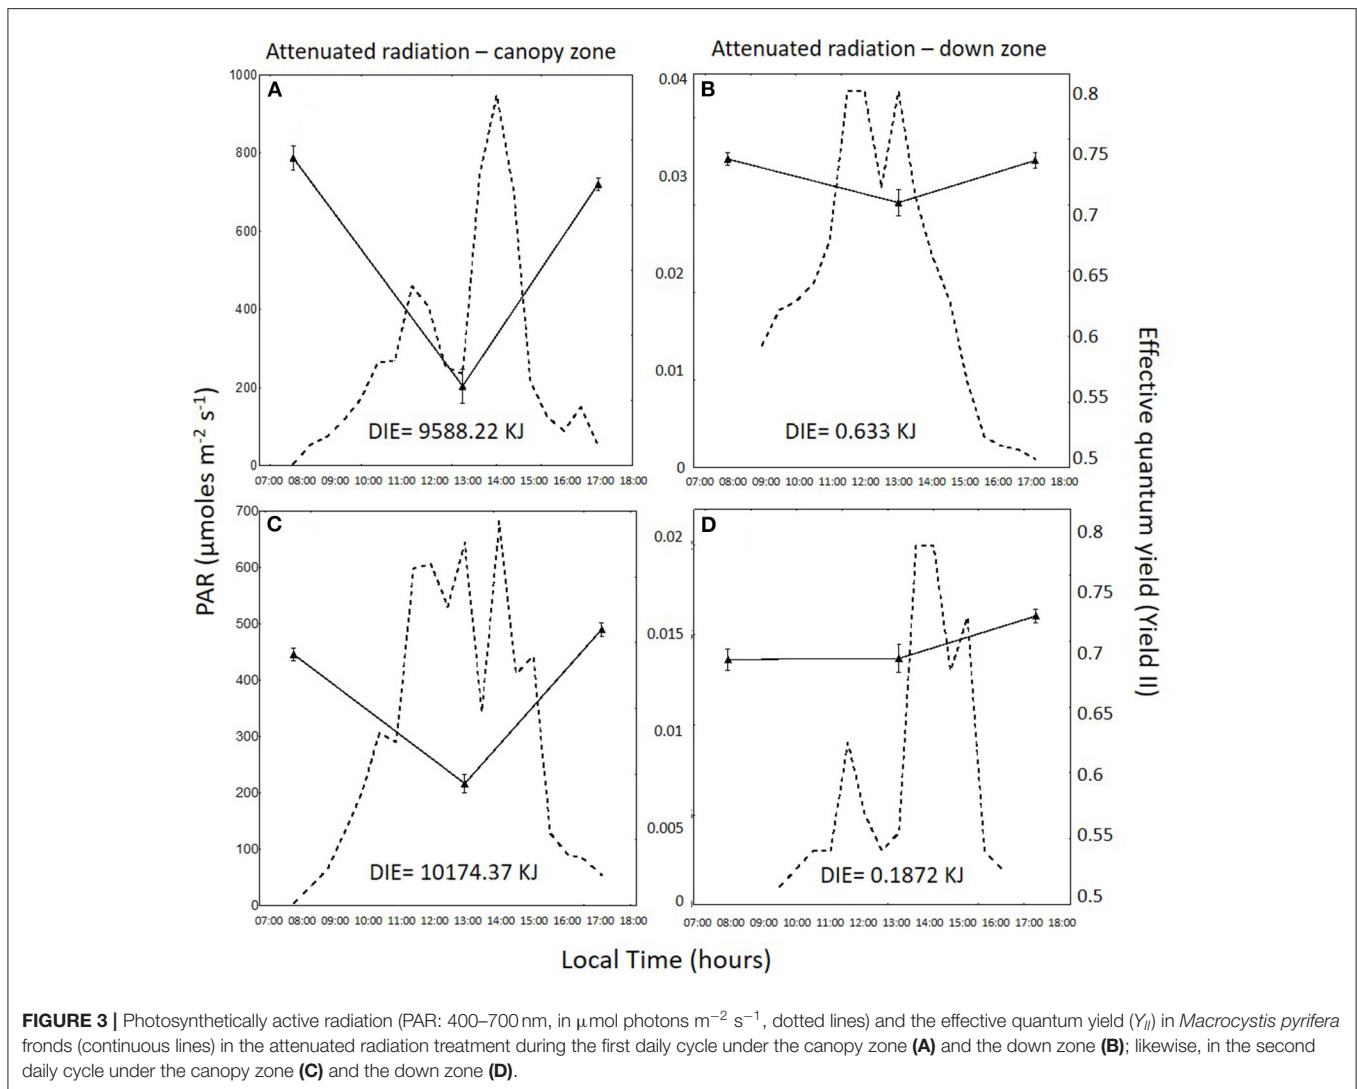 Attenuated radiation – canopy zone
Attenuated radiation – down zone
A
1000
800
600
400
200
0
DIE= 9588.22 KJ
07:00 08:00 09:00 10:00 11:00 12:00 13:00 14:00 15:00 16:00 17:00 18:00
B
0.04
0.03
0.02
0.01
0
0.8
0.75
0.7
0.65
0.6
0.55
0.5
DIE= 0.633 KJ
07:00 08:00 09:00 10:00 11:00 12:00 13:00 14:00 15:00 16:00 17:00 18:00
PAR (μmoles m-2 s-1)
Effective quantum yield (Yield II)
C
700
600
500
400
300
200
100
0
DIE= 10174.37 KJ
07:00 08:00 09:00 10:00 11:00 12:00 13:00 14:00 15:00 16:00 17:00 18:00
D
0.02
0.015
0.01
0.005
0
0.8
0.75
0.7
0.65
0.6
0.55
0.5
DIE= 0.1872 KJ
07:00 08:00 09:00 10:00 11:00 12:00 13:00 14:00 15:00 16:00 17:00 18:00
Local Time (hours)
FIGURE 3 | Photosynthetically active radiation (PAR: 400–700 nm, in μmol photons m−2 s−1, dotted lines) and the effective quantum yield (YII) in Macrocystis pyrifera
fronds (continuous lines) in the attenuated radiation treatment during the first daily cycle under the canopy zone (A) and the down zone (B); likewise, in the second
daily cycle under the canopy zone (C) and the down zone (D).